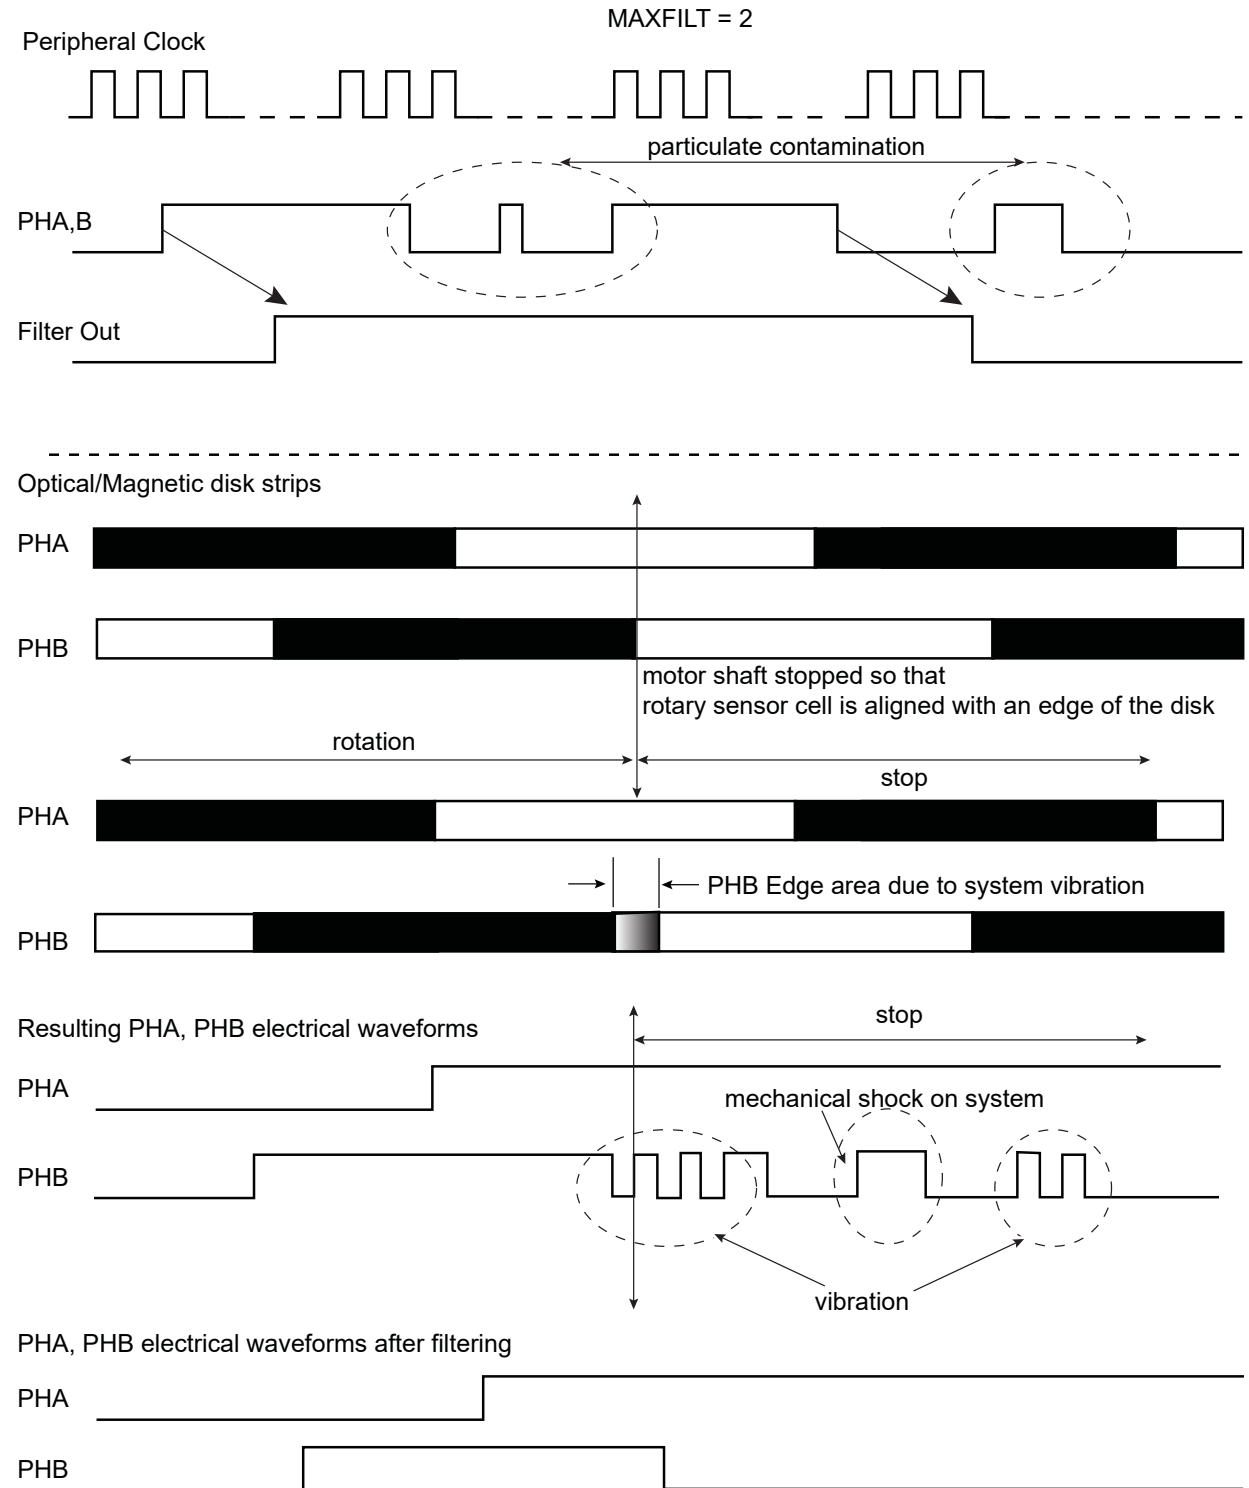 MAXFILT = 2
Peripheral Clock
particulate contamination
PHA,B
Filter Out
Optical/Magnetic disk strips
PHA
PHB
motor shaft stopped so that
rotary sensor cell is aligned with an edge of the disk
rotation
stop
PHA
PHB Edge area due to system vibration
PHB
Resulting PHA, PHB electrical waveforms
stop
PHA
mechanical shock on system
PHB
vibration
PHA, PHB electrical waveforms after filtering
PHA
PHB